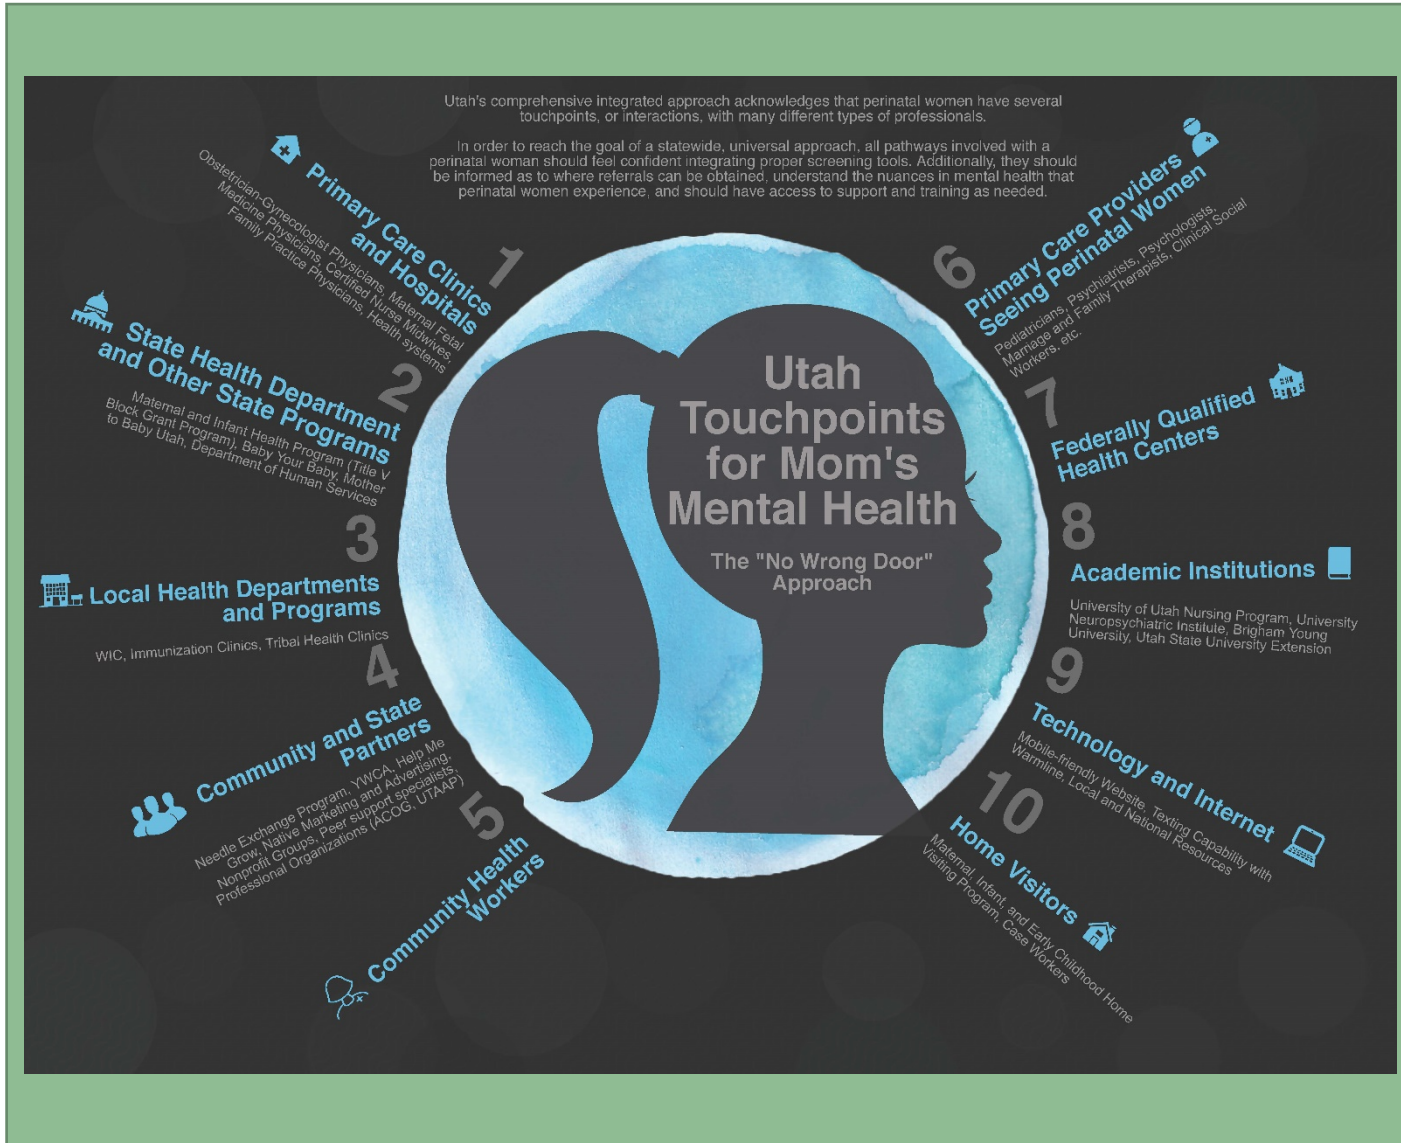 Utah's comprehensive integrated approach acknowledges that perinatal women have several
touchpoints, or interactions, with many different types of professionals.
In order to reach the goal of a statewide, universal approach, all pathways involved with a
perinatal woman should feel confident integrating proper screening tools. Additionally, they should
be informed as to where referrals can be obtained, understand the nuances in mental health that
perinatal women experience, and should have access to support and training as needed.
Utah
Touchpoints
for Mom's
Mental Health
The "No Wrong Door"
Approach
1
Primary Care Clinics
and Hospitals
Obstetrician-Gynecologist Physicians, Maternal Fetal
Medicine Physicians, Certified Nurse Midwives,
Family Practice Physicians, Health systems
2
State Health Department
and Other State Programs
Maternal and Infant Health Program (Title V
Block Grant Program), Baby Your Baby, Mother
to Baby Utah, Department of Human Services
3
Local Health Departments
and Programs
WIC, Immunization Clinics, Tribal Health Clinics
4
Community and State
Partners
Needle Exchange Program, YWCA, Help Me
Grow, Native Marketing and Advertising,
Nonprofit Groups, Peer support specialists,
Professional Organizations (ACOG, UTAAP)
5
Community Health
Workers
6
Primary Care Providers
Seeing Perinatal Women
Pediatricians, Psychiatrists, Psychologists,
Marriage and Family Therapists, Clinical Social
Workers, etc.
7
Federally Qualified
Health Centers
8
Academic Institutions
University of Utah Nursing Program, University
Neuropsychiatric Institute, Brigham Young
University, Utah State University Extension
9
Technology and Internet
Mobile-friendly Website, Texting Capability with
Warmline, Local and National Resources
10
Home Visitors
Maternal, Infant, and Early Childhood Home
Visiting Program, Case Workers